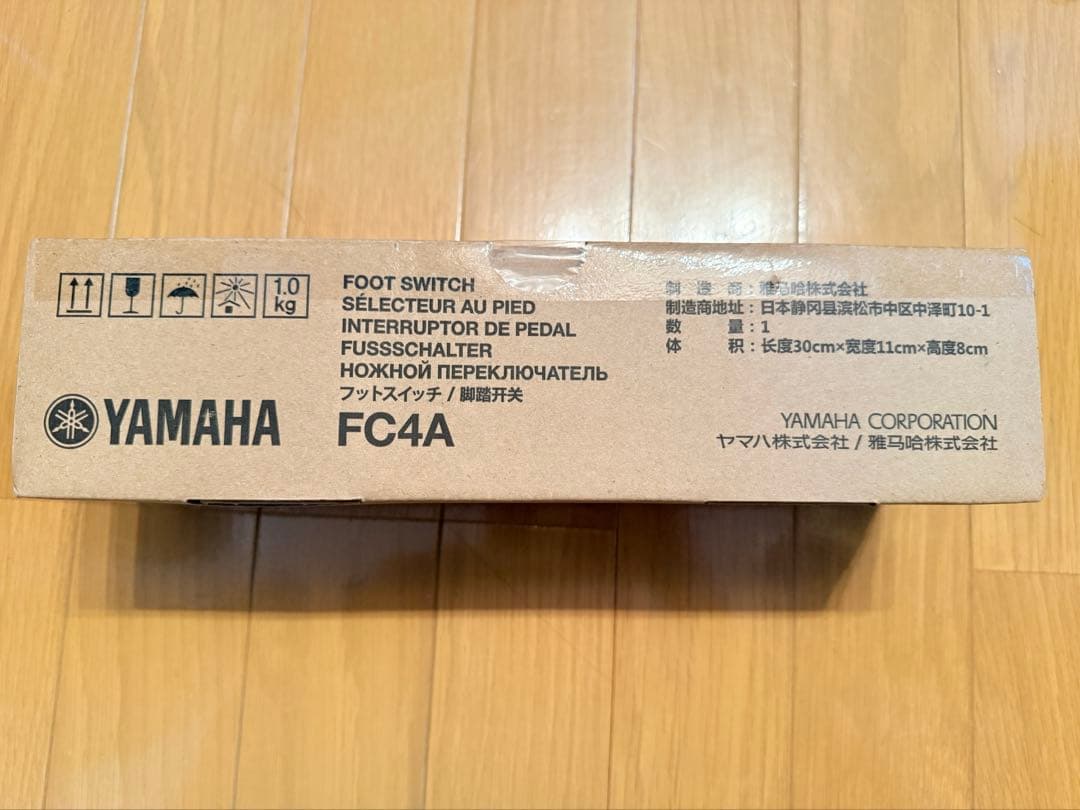 1.0
kg
FOOT SWITCH
SÉLECTEUR AU PIED
INTERRUPTOR DE PEDAL
FUSSSCHALTER
НОЖНОЙ ПЕРЕКЛЮЧАТЕЛЬ
フットスイッチ / 脚踏开关
YAMAHA
FC4A
制 造 商：雅马哈株式会社
制造商地址：日本静冈县滨松市中区中泽町10-1
数 量：1
体 积：长度30cm×宽度11cm×高度8cm
YAMAHA CORPORATION
ヤマハ株式会社 / 雅马哈株式会社